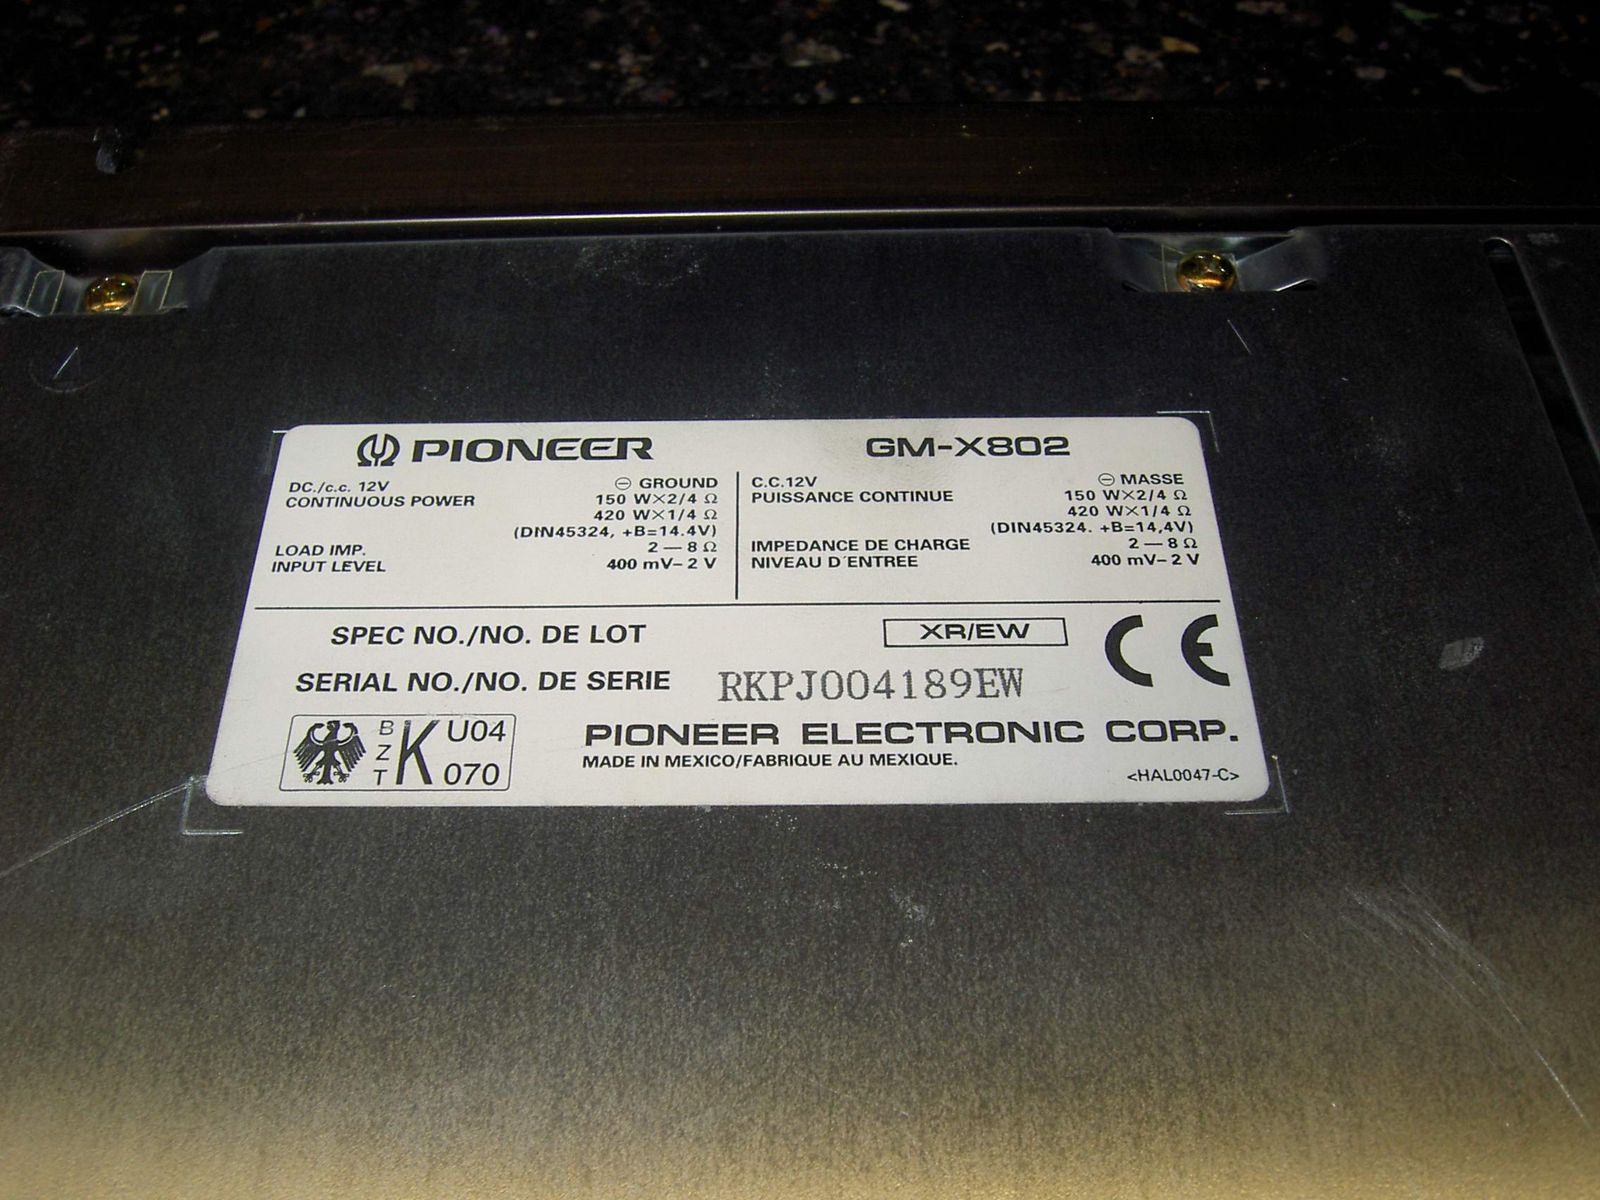 PIONEER GM-X802
DC./c.c. 12V ⊖ GROUND
CONTINUOUS POWER 150 W×2/4 Ω
420 W×1/4 Ω
(DIN45324, +B=14.4V)
LOAD IMP. 2 — 8 Ω
INPUT LEVEL 400 mV– 2 V
C.C.12V ⊖ MASSE
PUISSANCE CONTINUE 150 W×2/4 Ω
420 W×1/4 Ω
(DIN45324. +B=14,4V)
IMPEDANCE DE CHARGE 2 — 8 Ω
NIVEAU D'ENTREE 400 mV– 2 V
SPEC NO./NO. DE LOT XR/EW
CE
SERIAL NO./NO. DE SERIE RKPJ004189EW
BZT K U04 070
PIONEER ELECTRONIC CORP.
MADE IN MEXICO/FABRIQUE AU MEXIQUE.
<HAL0047-C>